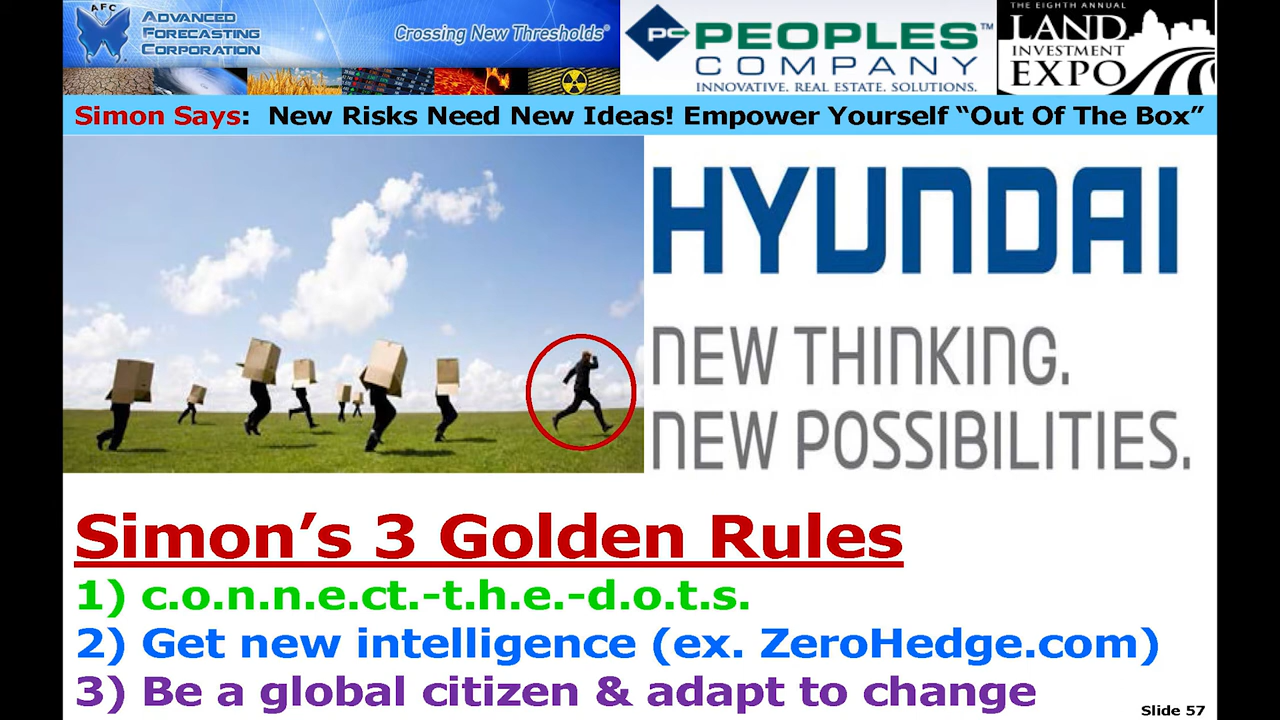 AFC
ADVANCED
FORECASTING
CORPORATION
Crossing New Thresholds®
PC PEOPLES™
COMPANY
INNOVATIVE. REAL ESTATE. SOLUTIONS.
THE EIGHTH ANNUAL
LAND
INVESTMENT
EXPO
Simon Says:  New Risks Need New Ideas! Empower Yourself “Out Of The Box”
HYUNDAI
NEW THINKING.
NEW POSSIBILITIES.
Simon’s 3 Golden Rules
1) c.o.n.n.e.ct.-t.h.e.-d.o.t.s.
2) Get new intelligence (ex. ZeroHedge.com)
3) Be a global citizen & adapt to change
Slide 57